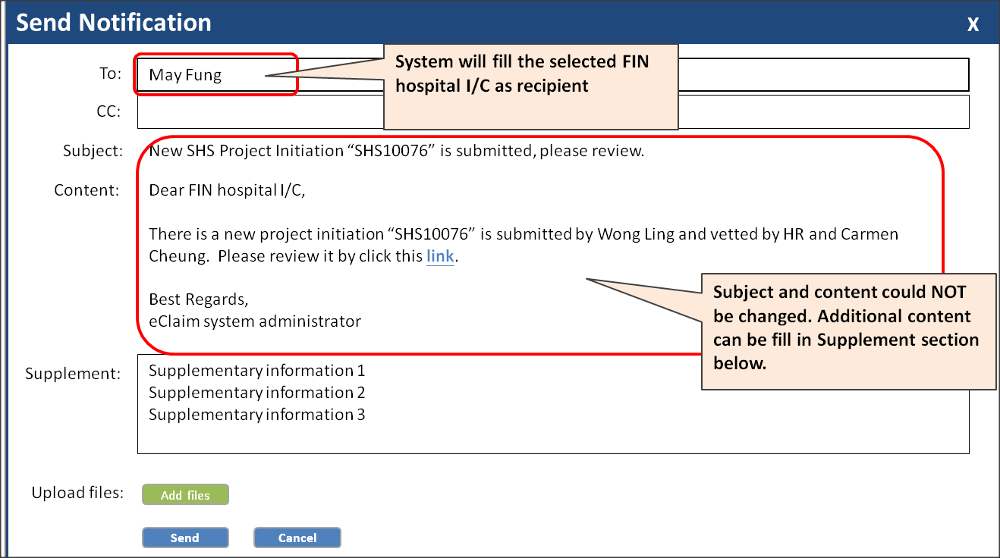 Send Notification X
To: May Fung
System will fill the selected FIN
hospital I/C as recipient
CC:
Subject: New SHS Project Initiation “SHS10076” is submitted, please review.
Content: Dear FIN hospital I/C,
There is a new project initiation “SHS10076” is submitted by Wong Ling and vetted by HR and Carmen
Cheung. Please review it by click this link.
Best Regards,
eClaim system administrator
Subject and content could NOT
be changed. Additional content
can be fill in Supplement section
below.
Supplement: Supplementary information 1
Supplementary information 2
Supplementary information 3
Upload files: Add files
Send Cancel